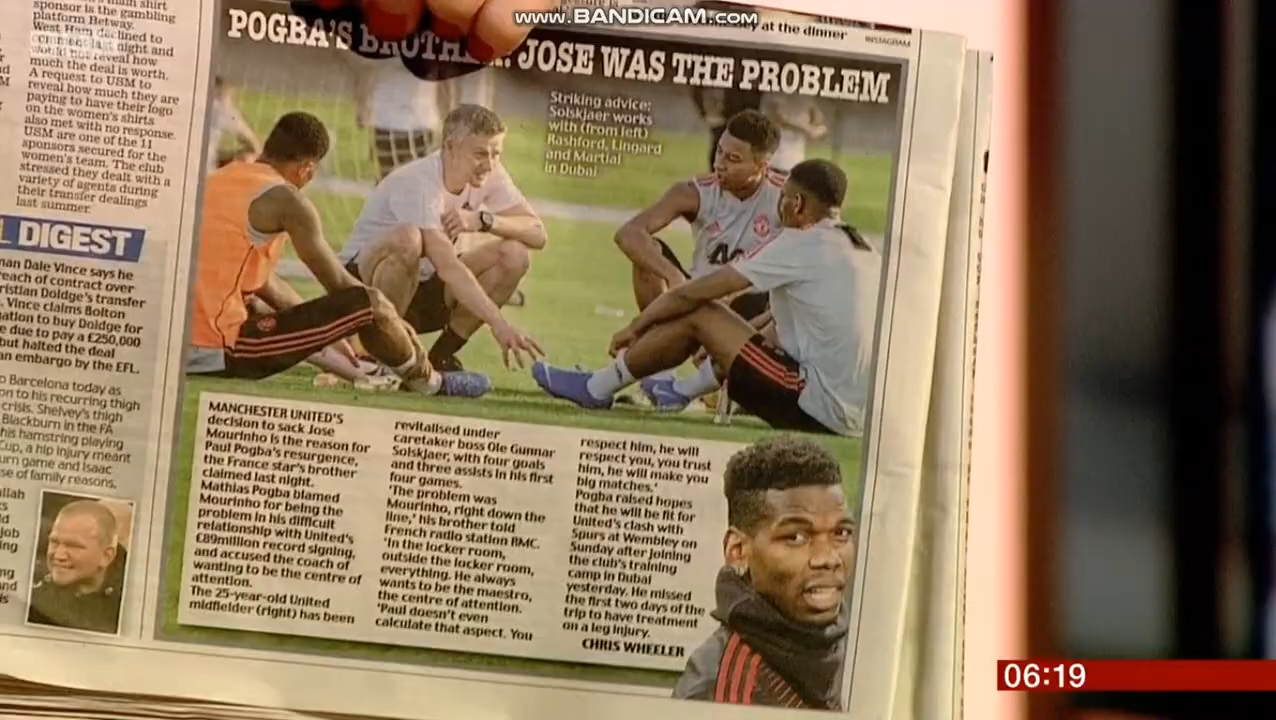 www.BANDICAM.com
sponsor is the gambling
platform Betway.
West Ham declined to
comment last night and
would not reveal how
much the deal is worth.
A request to USM to
reveal how much they are
paying to have their logo
on the women's shirts
also met with no response.
USM are one of the 11
sponsors secured for the
women's team. The club
stressed they dealt with a
variety of agents during
their transfer dealings
last summer.
DIGEST
Dale Vince says he
breach of contract over
Christian Doidge's transfer
Vince claims Bolton
to buy Doidge for
due to pay a £250,000
but halted the deal
an embargo by the EFL.
Barcelona today as
to his recurring thigh
crisis. Shelvey's thigh
Blackburn in the FA
his hamstring playing
Cup, a hip injury meant
game and Isaac
of family reasons.
at the dinner
INSTAGRAM
POGBA'S JOSE WAS THE PROBLEM
Striking advice:
Solskjaer works
with (from left)
Rashford, Lingard
and Martial
in Dubai
MANCHESTER UNITED'S
decision to sack Jose
Mourinho is the reason for
Paul Pogba's resurgence,
the France star's brother
claimed last night.
Mathias Pogba blamed
Mourinho for being the
problem in his difficult
relationship with United's
£89million record signing,
and accused the coach of
wanting to be the centre of
attention.
The 25-year-old United
midfielder (right) has been
revitalised under
caretaker boss Ole Gunnar
Solskjaer, with four goals
and three assists in his first
four games.
'The problem was
Mourinho, right down the
line,' his brother told
French radio station RMC.
'In the locker room,
outside the locker room,
everything. He always
wants to be the maestro,
the centre of attention.
'Paul doesn't even
calculate that aspect. You
respect him, he will
respect you, you trust
him, he will make you
big matches.'
Pogba raised hopes
that he will be fit for
United's clash with
Spurs at Wembley on
Sunday after joining
the club's training
camp in Dubai
yesterday. He missed
the first two days of the
trip to have treatment
on a leg injury.
CHRIS WHEELER
06:19